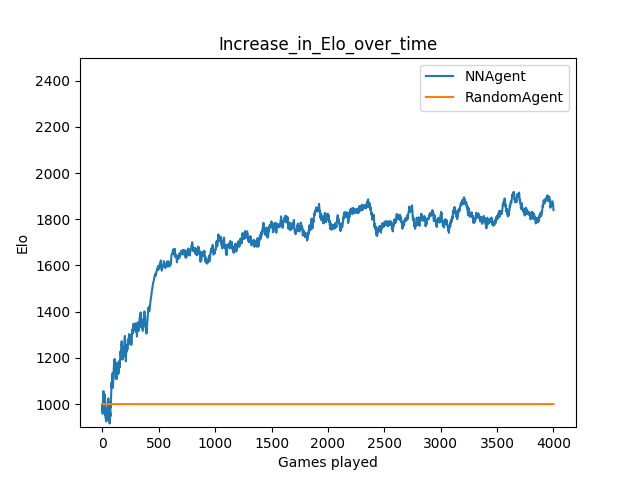 Increase_in_Elo_over_time
NNAgent
RandomAgent
2400
2200
2000
1800
1600
1400
1200
1000
Elo
0 500 1000 1500 2000 2500 3000 3500 4000
Games played